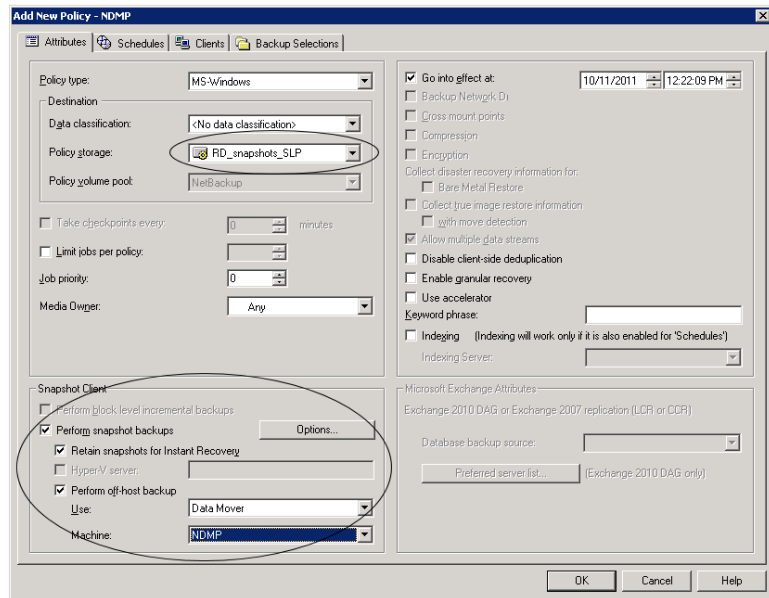 Add New Policy - NDMP
Attributes
Schedules
Clients
Backup Selections
Policy type:
MS-Windows
Destination
Data classification:
<No data classification>
Policy storage:
RD_snapshots_SLP
Policy volume pool:
NetBackup
Take checkpoints every:
0
minutes
Limit jobs per policy:
Job priority:
0
Media Owner:
Any
Snapshot Client
Perform block level incremental backups
Perform snapshot backups
Options...
Retain snapshots for Instant Recovery
Hyper-V server:
Perform off-host backup
Use:
Data Mover
Machine:
NDMP
Go into effect at:
10/11/2011
12:22:09 PM
Backup Network Dr
Cross mount points
Compression
Encryption
Collect disaster recovery information for:
Bare Metal Restore
Collect true image restore information
with move detection
Allow multiple data streams
Disable client-side deduplication
Enable granular recovery
Use accelerator
Keyword phrase:
Indexing (Indexing will work only if it is also enabled for 'Schedules')
Indexing Server:
Microsoft Exchange Attributes
Exchange 2010 DAG or Exchange 2007 replication (LCR or CCR)
Database backup source:
Preferred server list...
(Exchange 2010 DAG only)
OK
Cancel
Help